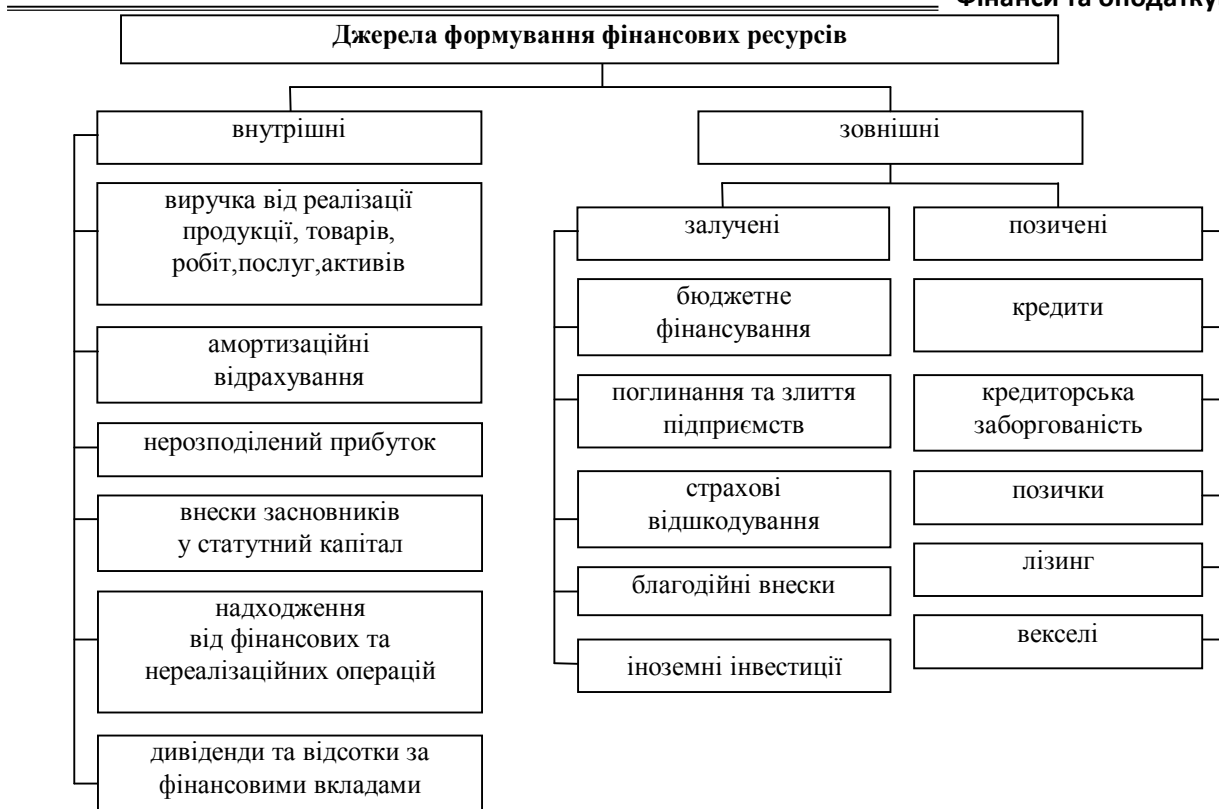 Фінанси та оподатку
Джерела формування фінансових ресурсів
внутрішні
виручка від реалізації
продукції, товарів,
робіт,послуг,активів
амортизаційні
відрахування
нерозподілений прибуток
внески засновників
у статутний капітал
надходження
від фінансових та
нереалізаційних операцій
дивіденди та відсотки за
фінансовими вкладами
зовнішні
залучені
бюджетне
фінансування
поглинання та злиття
підприємств
страхові
відшкодування
благодійні внески
іноземні інвестиції
позичені
кредити
кредиторська
заборгованість
позички
лізинг
векселі